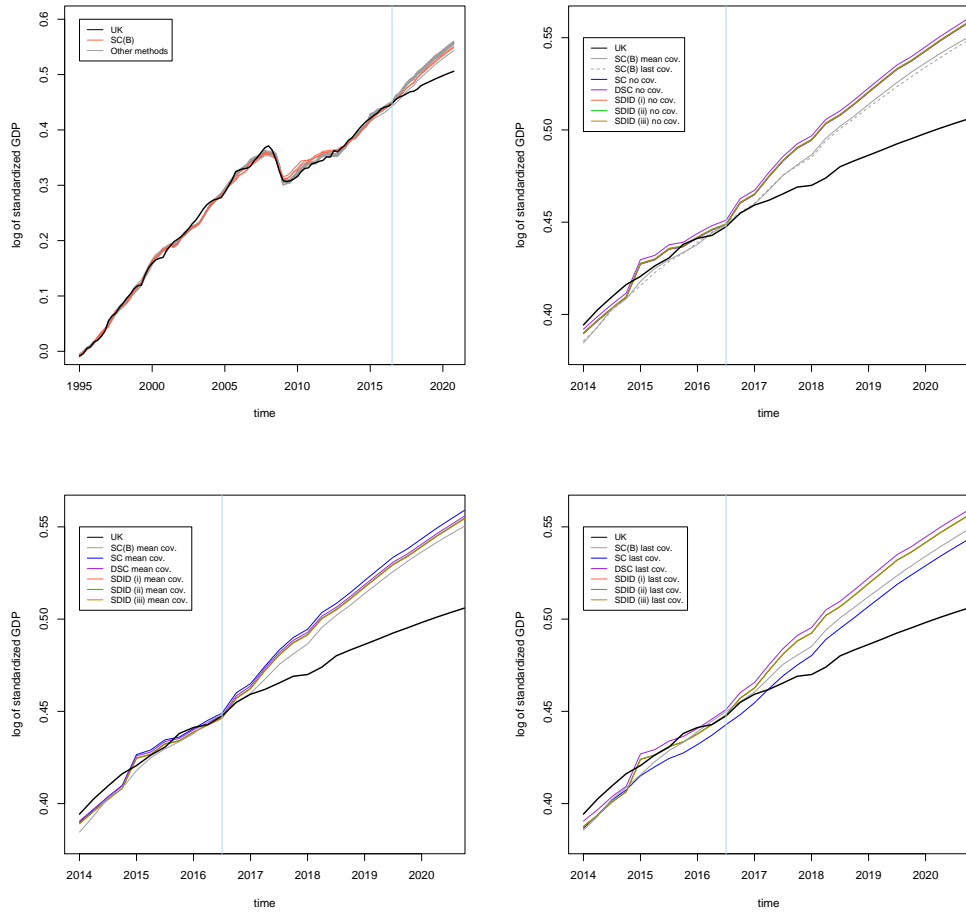 log of standardized GDP
0.6
0.5
0.4
0.3
0.2
0.1
0.0
UK
SC(B)
Other methods
1995 2000 2005 2010 2015 2020
time
log of standardized GDP
0.55
0.50
0.45
0.40
UK
SC(B) mean cov.
SC(B) last cov.
SC no cov.
DSC no cov.
SDID (i) no cov.
SDID (ii) no cov.
SDID (iii) no cov.
2014 2015 2016 2017 2018 2019 2020
time
log of standardized GDP
0.55
0.50
0.45
0.40
UK
SC(B) mean cov.
SC mean cov.
DSC mean cov.
SDID (i) mean cov.
SDID (ii) mean cov.
SDID (iii) mean cov.
2014 2015 2016 2017 2018 2019 2020
time
log of standardized GDP
0.55
0.50
0.45
0.40
UK
SC(B) last cov.
SC last cov.
DSC last cov.
SDID (i) last cov.
SDID (ii) last cov.
SDID (iii) last cov.
2014 2015 2016 2017 2018 2019 2020
time